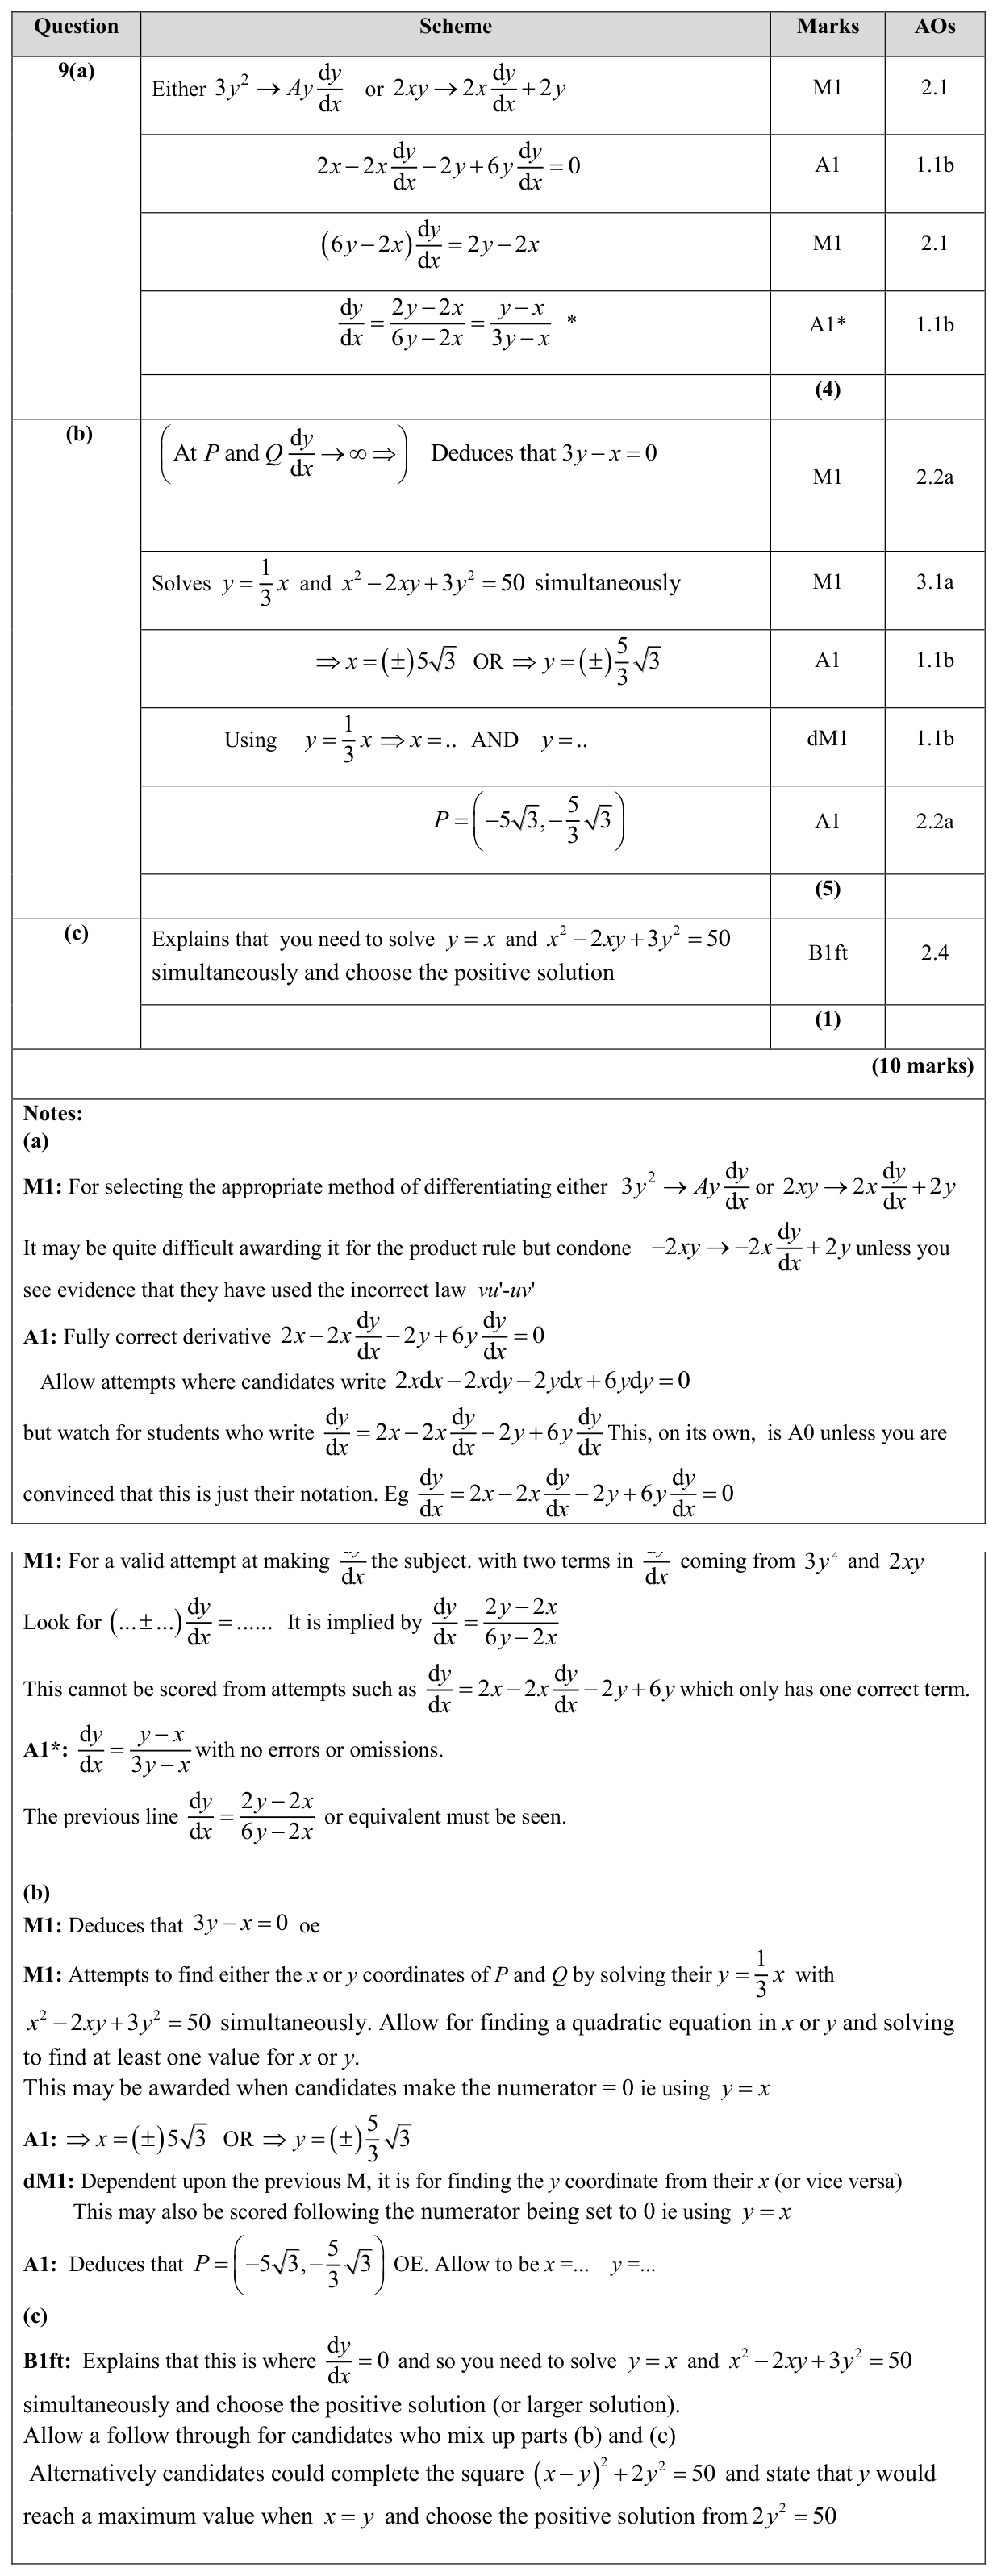 Question Scheme Marks AOs
9(a) Either 3y² → Ay dy/dx or 2xy → 2x dy/dx + 2y M1 2.1
2x − 2x dy/dx − 2y + 6y dy/dx = 0 A1 1.1b
(6y − 2x) dy/dx = 2y − 2x M1 2.1
dy/dx = (2y − 2x)/(6y − 2x) = (y − x)/(3y − x) * A1* 1.1b
(4)
(b) (At P and Q dy/dx → ∞ ⇒) Deduces that 3y − x = 0 M1 2.2a
Solves y = 1/3 x and x² − 2xy + 3y² = 50 simultaneously M1 3.1a
⇒ x = (±)5√3 OR ⇒ y = (±)5/3 √3 A1 1.1b
Using y = 1/3 x ⇒ x = .. AND y = .. dM1 1.1b
P = (−5√3, −5/3 √3) A1 2.2a
(5)
(c) Explains that you need to solve y = x and x² − 2xy + 3y² = 50
simultaneously and choose the positive solution B1ft 2.4
(1)
(10 marks)
Notes:
(a)
M1: For selecting the appropriate method of differentiating either 3y² → Ay dy/dx or 2xy → 2x dy/dx + 2y
It may be quite difficult awarding it for the product rule but condone −2xy → −2x dy/dx + 2y unless you
see evidence that they have used the incorrect law vu'-uv'
A1: Fully correct derivative 2x − 2x dy/dx − 2y + 6y dy/dx = 0
Allow attempts where candidates write 2xdx − 2xdy − 2ydx + 6ydy = 0
but watch for students who write dy/dx = 2x − 2x dy/dx − 2y + 6y dy/dx This, on its own, is A0 unless you are
convinced that this is just their notation. Eg dy/dx = 2x − 2x dy/dx − 2y + 6y dy/dx = 0
M1: For a valid attempt at making dy/dx the subject. with two terms in dy/dx coming from 3y² and 2xy
Look for (...±...) dy/dx = ...... It is implied by dy/dx = (2y − 2x)/(6y − 2x)
This cannot be scored from attempts such as dy/dx = 2x − 2x dy/dx − 2y + 6y which only has one correct term.
A1*: dy/dx = (y − x)/(3y − x) with no errors or omissions.
The previous line dy/dx = (2y − 2x)/(6y − 2x) or equivalent must be seen.
(b)
M1: Deduces that 3y − x = 0 oe
M1: Attempts to find either the x or y coordinates of P and Q by solving their y = 1/3 x with
x² − 2xy + 3y² = 50 simultaneously. Allow for finding a quadratic equation in x or y and solving
to find at least one value for x or y.
This may be awarded when candidates make the numerator = 0 ie using y = x
A1: ⇒ x = (±)5√3 OR ⇒ y = (±)5/3 √3
dM1: Dependent upon the previous M, it is for finding the y coordinate from their x (or vice versa)
This may also be scored following the numerator being set to 0 ie using y = x
A1: Deduces that P = (−5√3, −5/3 √3) OE. Allow to be x =... y =...
(c)
B1ft: Explains that this is where dy/dx = 0 and so you need to solve y = x and x² − 2xy + 3y² = 50
simultaneously and choose the positive solution (or larger solution).
Allow a follow through for candidates who mix up parts (b) and (c)
Alternatively candidates could complete the square (x − y)² + 2y² = 50 and state that y would
reach a maximum value when x = y and choose the positive solution from 2y² = 50